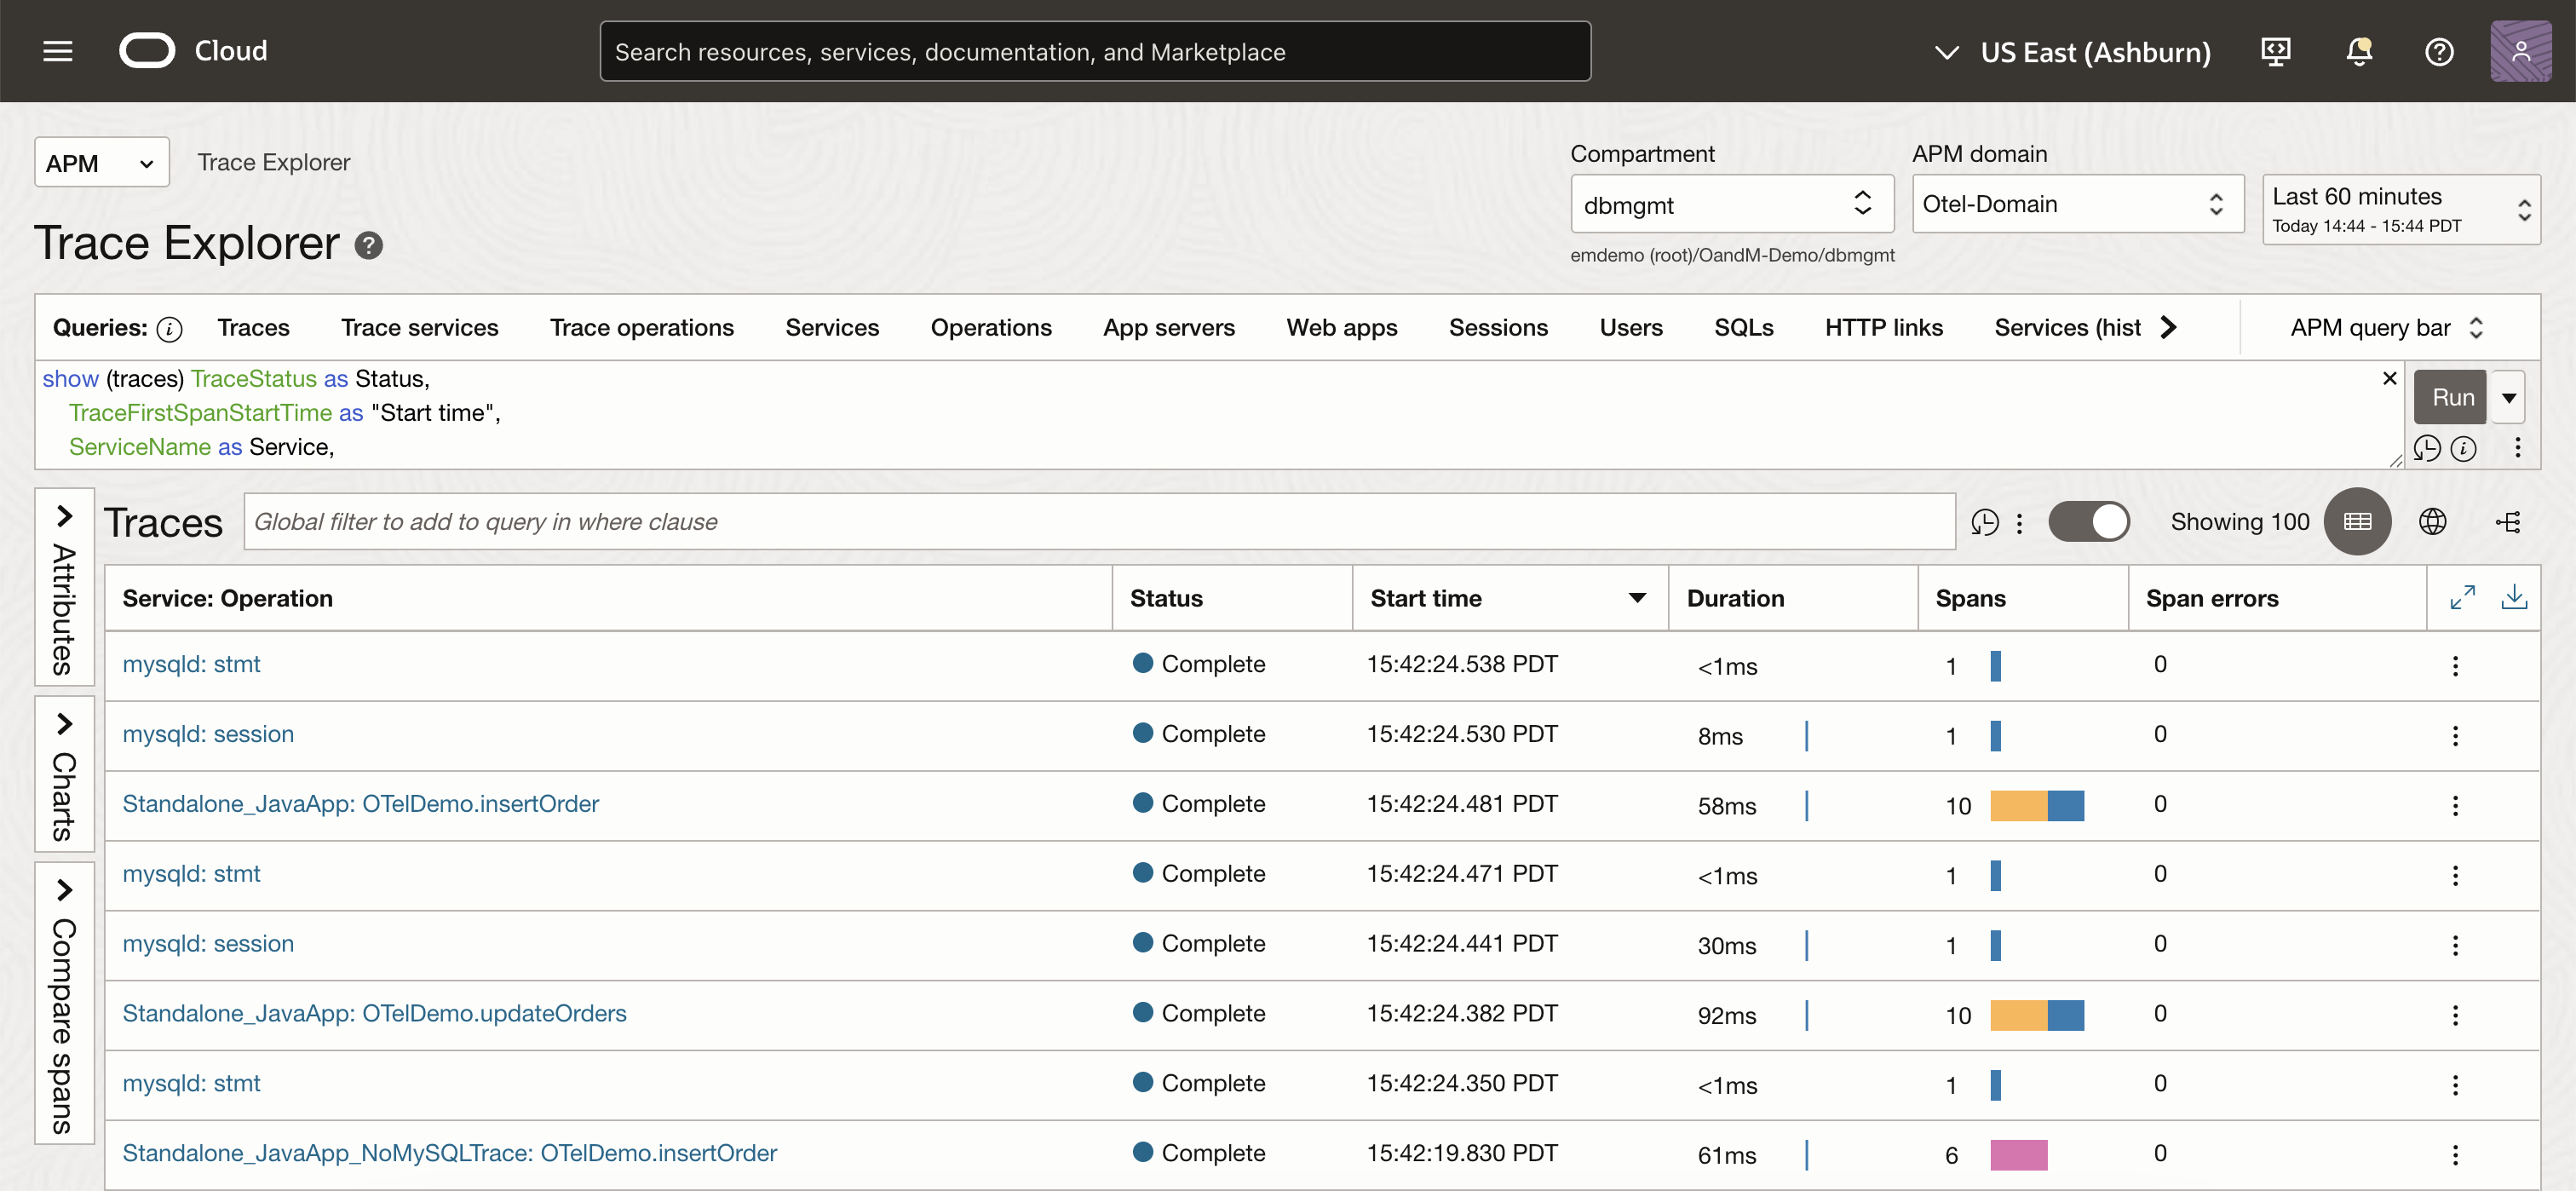 Cloud
Search resources, services, documentation, and Marketplace
US East (Ashburn)
APM
Trace Explorer
Compartment
APM domain
dbmgmt
Otel-Domain
Last 60 minutes
Today 14:44 - 15:44 PDT
emdemo (root)/OandM-Demo/dbmgmt
Trace Explorer
Queries: Traces Trace services Trace operations Services Operations App servers Web apps Sessions Users SQLs HTTP links Services (hist APM query bar
show (traces) TraceStatus as Status,
TraceFirstSpanStartTime as "Start time",
ServiceName as Service,
Run
Attributes
Charts
Compare spans
Traces Global filter to add to query in where clause Showing 100
Service: Operation Status Start time Duration Spans Span errors
mysqld: stmt Complete 15:42:24.538 PDT <1ms 1 0
mysqld: session Complete 15:42:24.530 PDT 8ms 1 0
Standalone_JavaApp: OTelDemo.insertOrder Complete 15:42:24.481 PDT 58ms 10 0
mysqld: stmt Complete 15:42:24.471 PDT <1ms 1 0
mysqld: session Complete 15:42:24.441 PDT 30ms 1 0
Standalone_JavaApp: OTelDemo.updateOrders Complete 15:42:24.382 PDT 92ms 10 0
mysqld: stmt Complete 15:42:24.350 PDT <1ms 1 0
Standalone_JavaApp_NoMySQLTrace: OTelDemo.insertOrder Complete 15:42:19.830 PDT 61ms 6 0